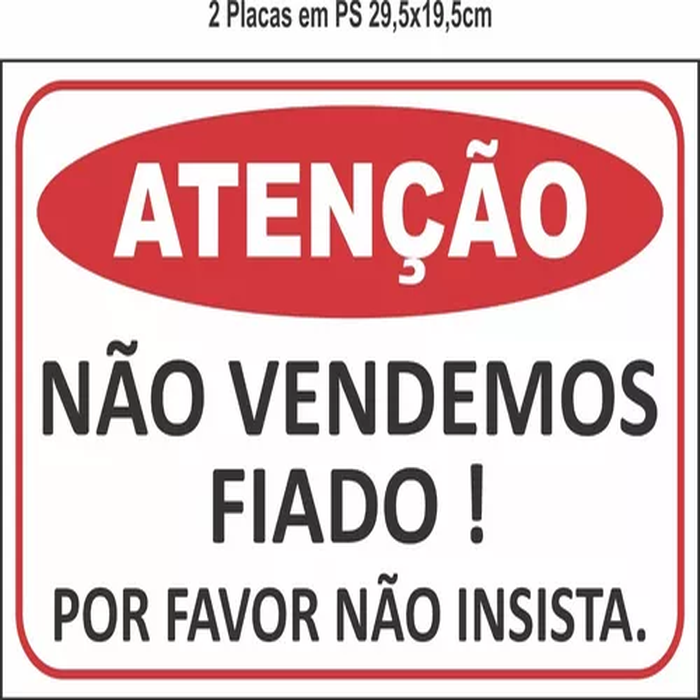 2 Placas em PS 29,5x19,5cm
ATENÇÃO
NÃO VENDEMOS
FIADO !
POR FAVOR NÃO INSISTA.